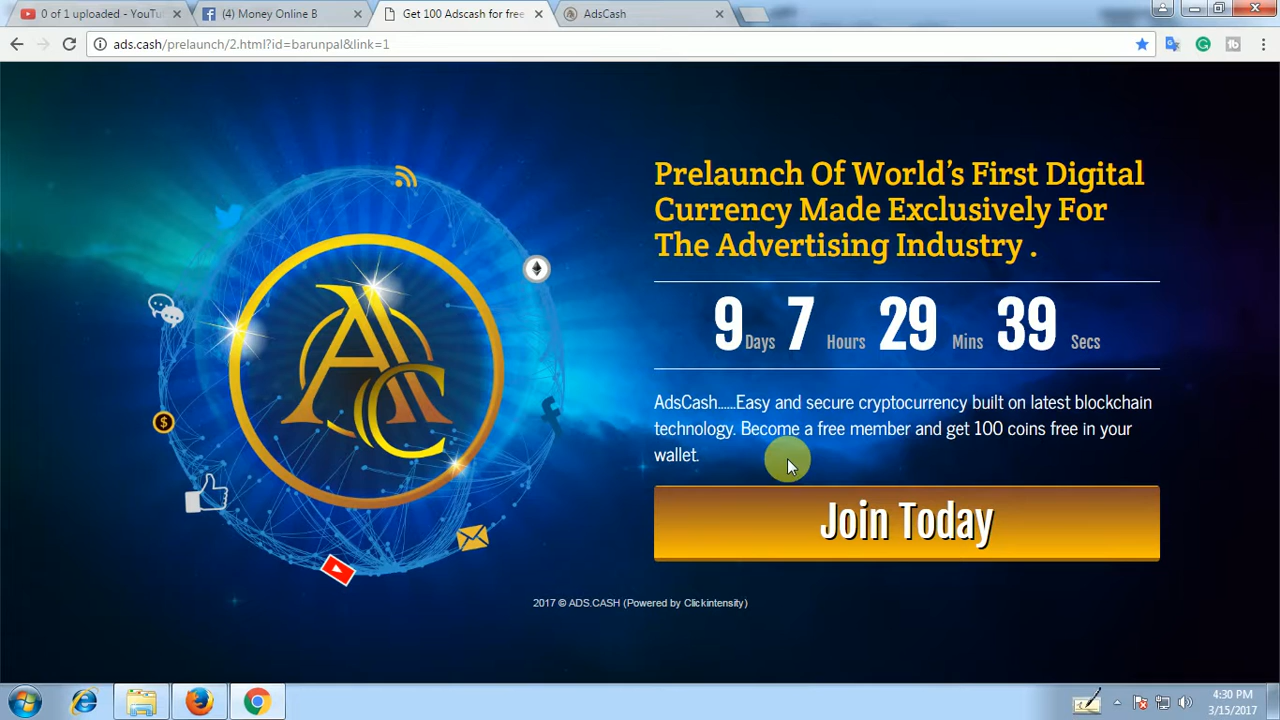 0 of 1 uploaded - YouTu
(4) Money Online B
Get 100 Adscash for free
AdsCash
ads.cash/prelaunch/2.html?id=barunpal&link=1
Prelaunch Of World's First Digital
Currency Made Exclusively For
The Advertising Industry .
9 Days 7 Hours 29 Mins 39 Secs
AdsCash......Easy and secure cryptocurrency built on latest blockchain
technology. Become a free member and get 100 coins free in your
wallet.
Join Today
2017 © ADS.CASH (Powered by Clickintensity)
AC
4:30 PM
3/15/2017